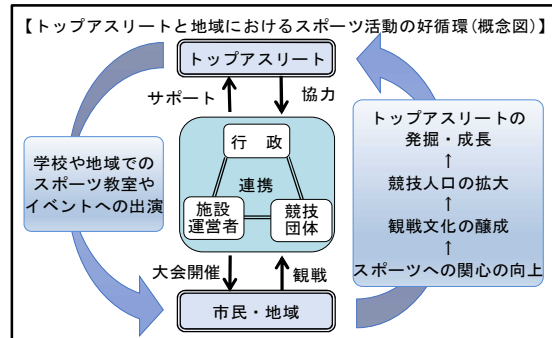 【トップアスリートと地域におけるスポーツ活動の好循環(概念図)】
トップアスリート
サポート
協力
行 政
連携
施設
運営者
競技
団体
大会開催
観戦
市民・地域
学校や地域での
スポーツ教室や
イベントへの出演
トップアスリートの
発掘・成長
↑
競技人口の拡大
↑
観戦文化の醸成
↑
スポーツへの関心の向上